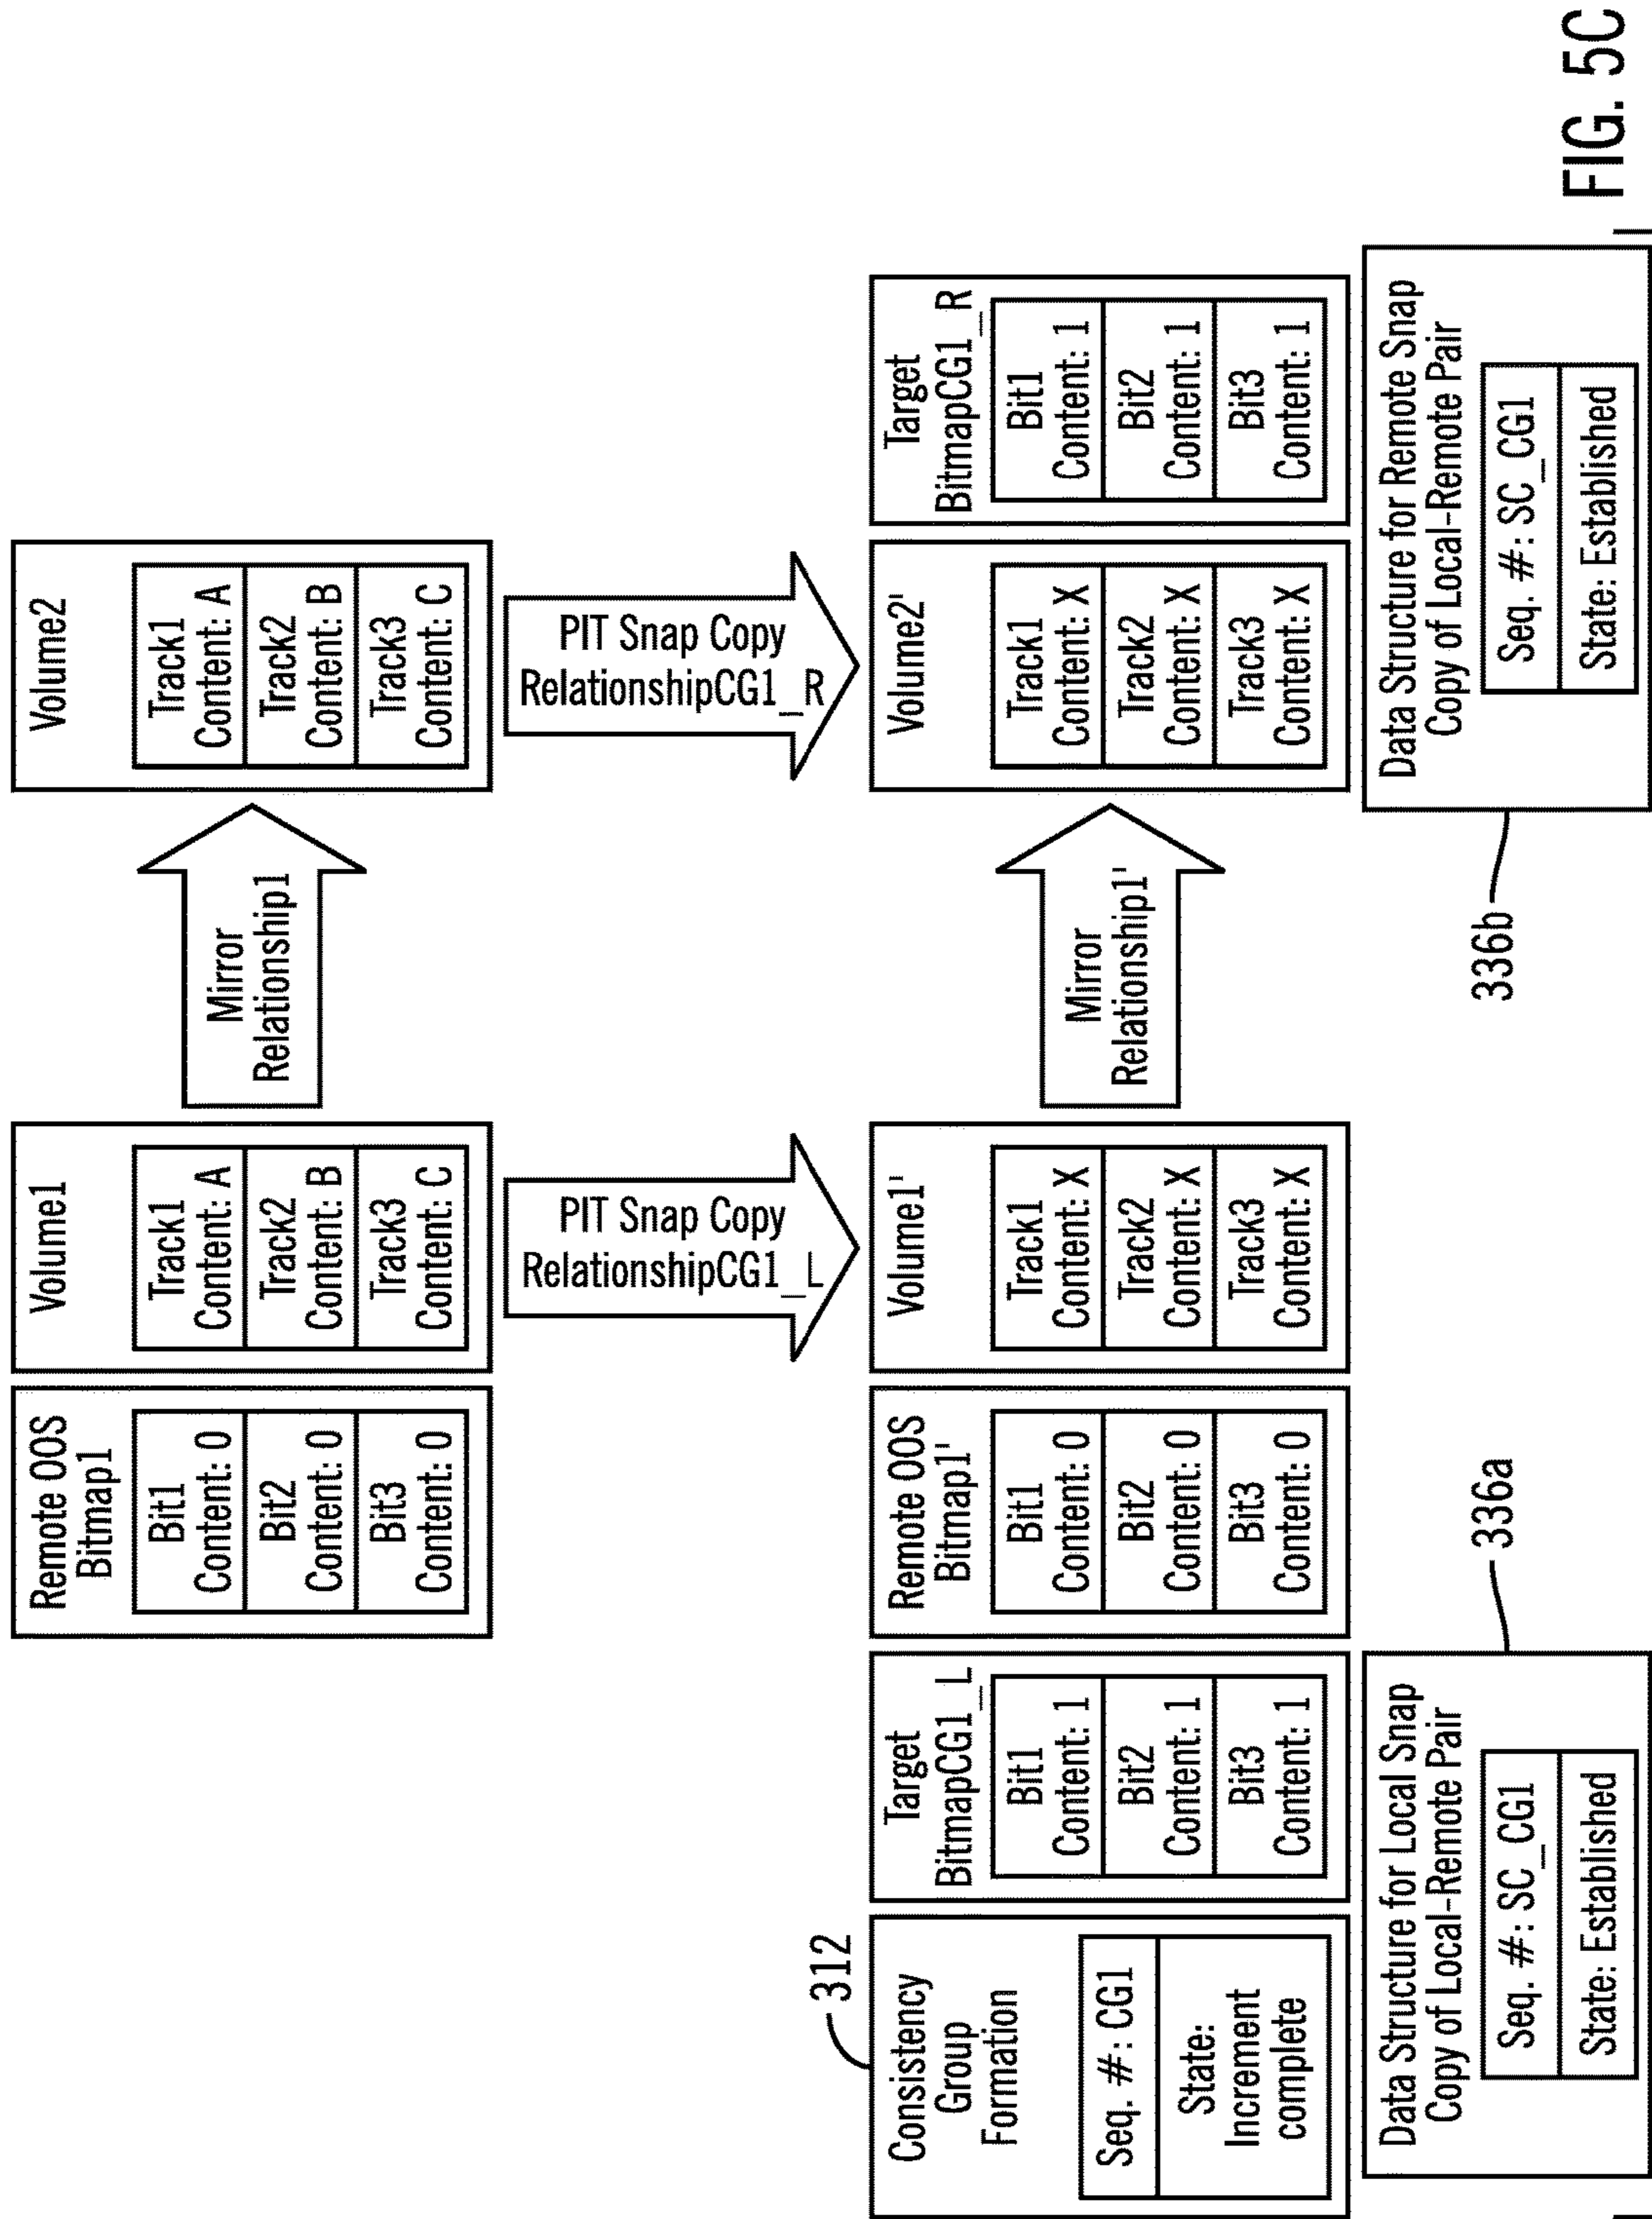 Remote OOS
Bitmap1
Bit1
Content: 0
Bit2
Content: 0
Bit3
Content: 0
Volume1
Track1
Content: A
Track2
Content: B
Track3
Content: C
Mirror
Relationship1
Volume2
Track1
Content: A
Track2
Content: B
Track3
Content: C
PIT Snap Copy
RelationshipCG1_L
PIT Snap Copy
RelationshipCG1_R
312
Consistency
Group
Formation
Seq. #: CG1
State:
Increment
complete
Target
BitmapCG1_L
Bit1
Content: 1
Bit2
Content: 1
Bit3
Content: 1
Remote OOS
Bitmap1'
Bit1
Content: 0
Bit2
Content: 0
Bit3
Content: 0
Volume1'
Track1
Content: X
Track2
Content: X
Track3
Content: X
Mirror
Relationship1'
Volume2'
Track1
Content: X
Track2
Content: X
Track3
Content: X
Target
BitmapCG1_R
Bit1
Content: 1
Bit2
Content: 1
Bit3
Content: 1
Data Structure for Local Snap
Copy of Local-Remote Pair
Seq. #: SC_CG1
State: Established
336a
336b
Data Structure for Remote Snap
Copy of Local-Remote Pair
Seq. #: SC_CG1
State: Established
FIG. 5C